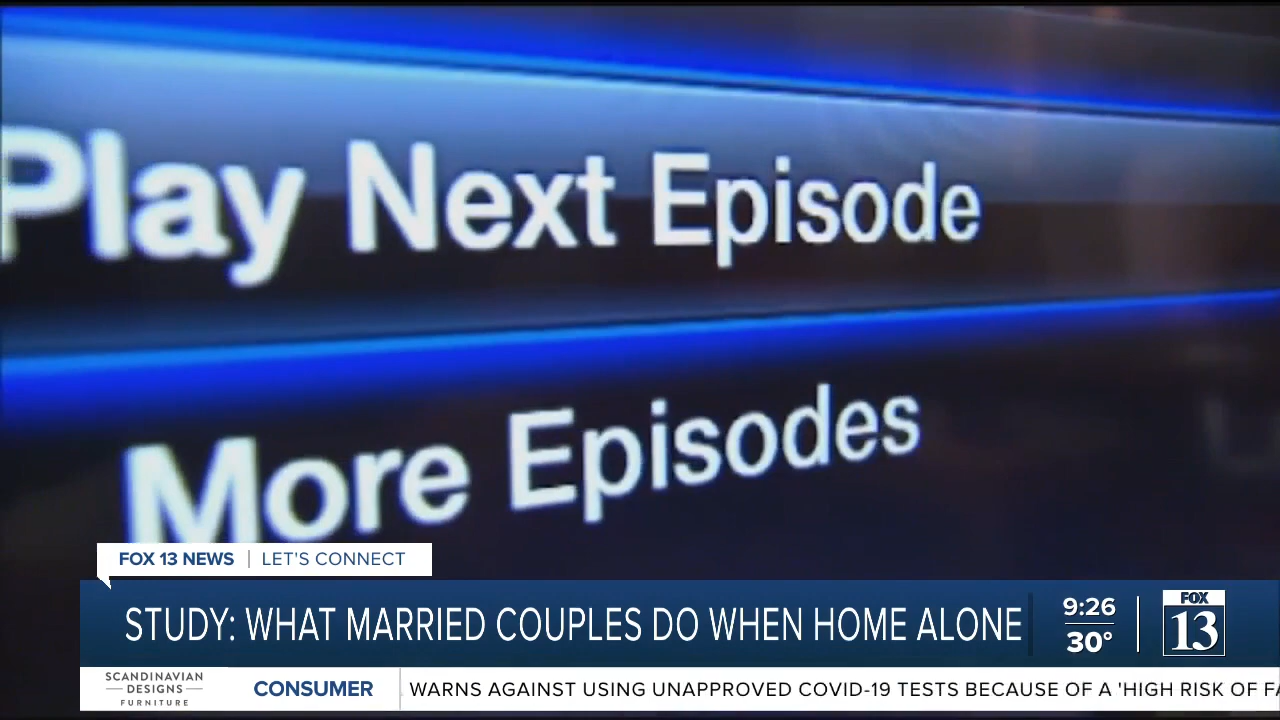 Play Next Episode
More Episodes
FOX 13 NEWS | LET'S CONNECT
STUDY: WHAT MARRIED COUPLES DO WHEN HOME ALONE
9:26
30°
FOX
13
SCANDINAVIAN
DESIGNS
FURNITURE
CONSUMER
WARNS AGAINST USING UNAPPROVED COVID-19 TESTS BECAUSE OF A 'HIGH RISK OF